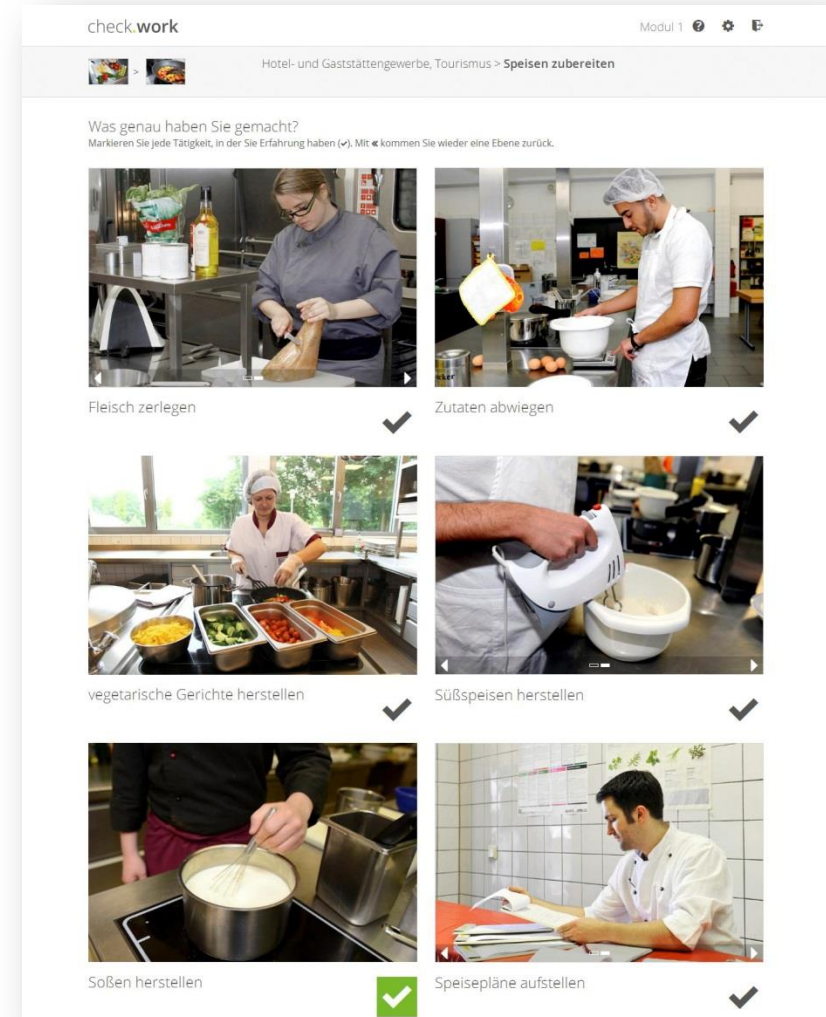 check.work
Modul 1
Hotel- und Gaststättengewerbe, Tourismus > Speisen zubereiten
Was genau haben Sie gemacht?
Markieren Sie jede Tätigkeit, in der Sie Erfahrung haben (✔). Mit « kommen Sie wieder eine Ebene zurück.
Fleisch zerlegen
Zutaten abwiegen
vegetarische Gerichte herstellen
Süßspeisen herstellen
Soßen herstellen
Speisepläne aufstellen